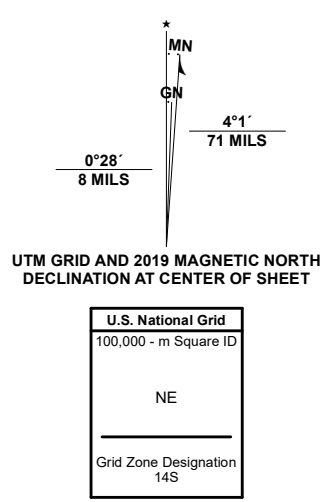 ★
MN
GN
4°1´
71 MILS
0°28´
8 MILS
UTM GRID AND 2019 MAGNETIC NORTH
DECLINATION AT CENTER OF SHEET
U.S. National Grid
100,000 - m Square ID
NE
Grid Zone Designation
14S